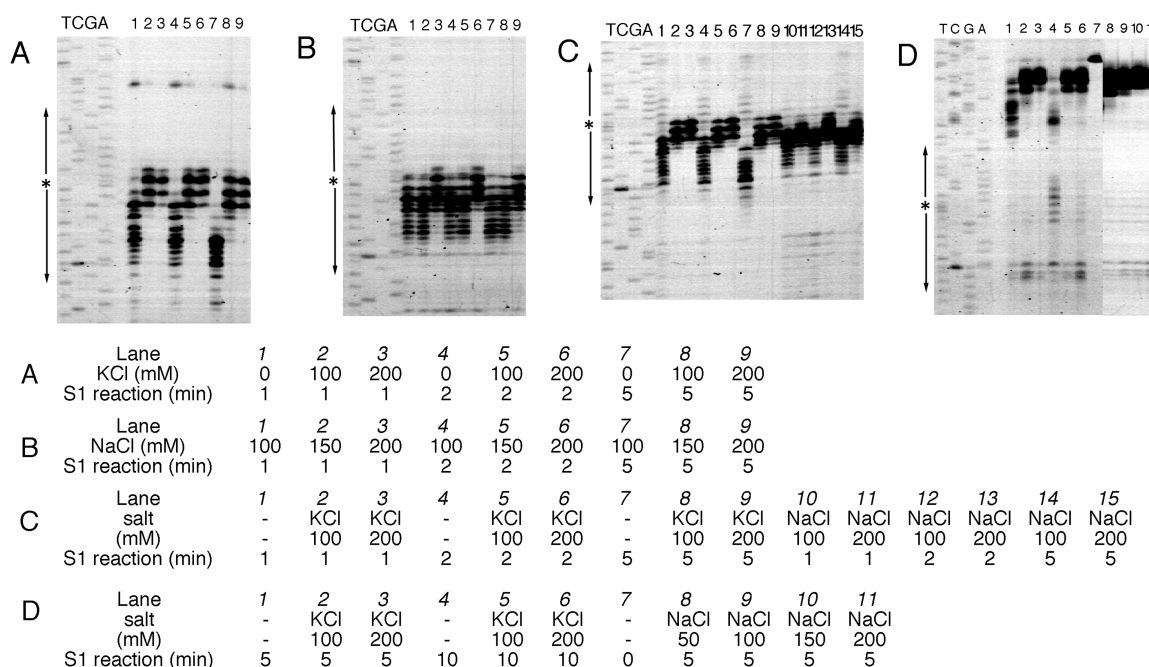 A
TCGA 1 2 3 4 5 6 7 8 9
*
B
TCGA 1 2 3 4 5 6 7 8 9
*
C
TCGA 1 2 3 4 5 6 7 8 9 10 11 12 13 14 15
*
D
T C G A 1 2 3 4 5 6 7 8 9 10 1
*
A
Lane 1 2 3 4 5 6 7 8 9
KCl (mM) 0 100 200 0 100 200 0 100 200
S1 reaction (min) 1 1 1 2 2 2 5 5 5
B
Lane 1 2 3 4 5 6 7 8 9
NaCl (mM) 100 150 200 100 150 200 100 150 200
S1 reaction (min) 1 1 1 2 2 2 5 5 5
C
Lane 1 2 3 4 5 6 7 8 9 10 11 12 13 14 15
salt - KCl KCl - KCl KCl - KCl KCl NaCl NaCl NaCl NaCl NaCl NaCl
(mM) - 100 200 - 100 200 - 100 200 100 200 100 200 100 200
S1 reaction (min) 1 1 1 2 2 2 5 5 5 1 1 2 2 5 5
D
Lane 1 2 3 4 5 6 7 8 9 10 11
salt - KCl KCl - KCl KCl - NaCl NaCl NaCl NaCl
(mM) - 100 200 - 100 200 - 50 100 150 200
S1 reaction (min) 5 5 5 10 10 10 0 5 5 5 5